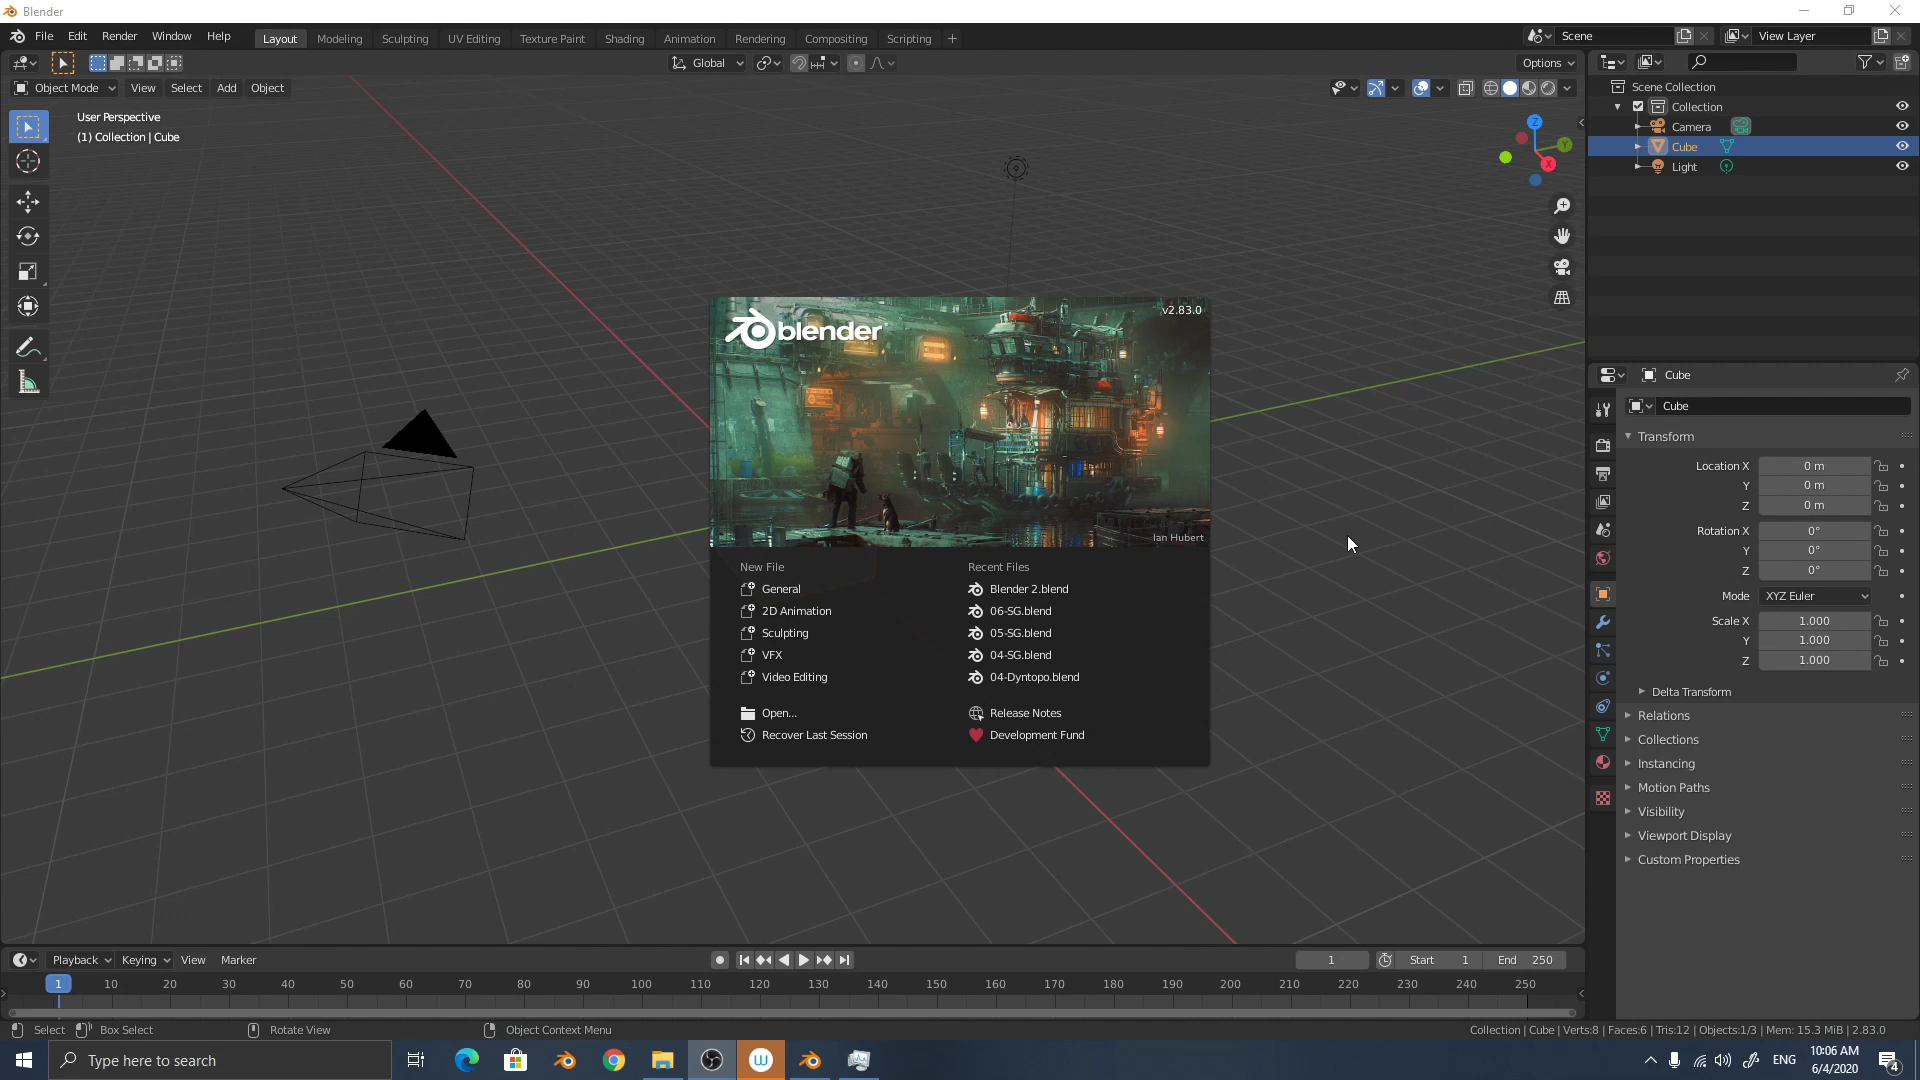 Blender
File Edit Render Window Help
Layout Modeling Sculpting UV Editing Texture Paint Shading Animation Rendering Compositing Scripting +
Scene
View Layer
Global
Options
Object Mode View Select Add Object
User Perspective
(1) Collection | Cube
Z
Y
X
Scene Collection
Collection
Camera
Cube
Light
blender
v2.83.0
Ian Hubert
New File
General
2D Animation
Sculpting
VFX
Video Editing
Open...
Recover Last Session
Recent Files
Blender 2.blend
06-SG.blend
05-SG.blend
04-SG.blend
04-Dyntopo.blend
Release Notes
Development Fund
Cube
Cube
Transform
Location X 0 m
Y 0 m
Z 0 m
Rotation X 0°
Y 0°
Z 0°
Mode XYZ Euler
Scale X 1.000
Y 1.000
Z 1.000
Delta Transform
Relations
Collections
Instancing
Motion Paths
Visibility
Viewport Display
Custom Properties
Playback Keying View Marker
1 Start 1 End 250
1 10 20 30 40 50 60 70 80 90 100 110 120 130 140 150 160 170 180 190 200 210 220 230 240 250
Select Box Select Rotate View Object Context Menu
Collection | Cube | Verts:8 | Faces:6 | Tris:12 | Objects:1/3 | Mem: 15.3 MiB | 2.83.0
Type here to search
W
ENG
10:06 AM
6/4/2020
4